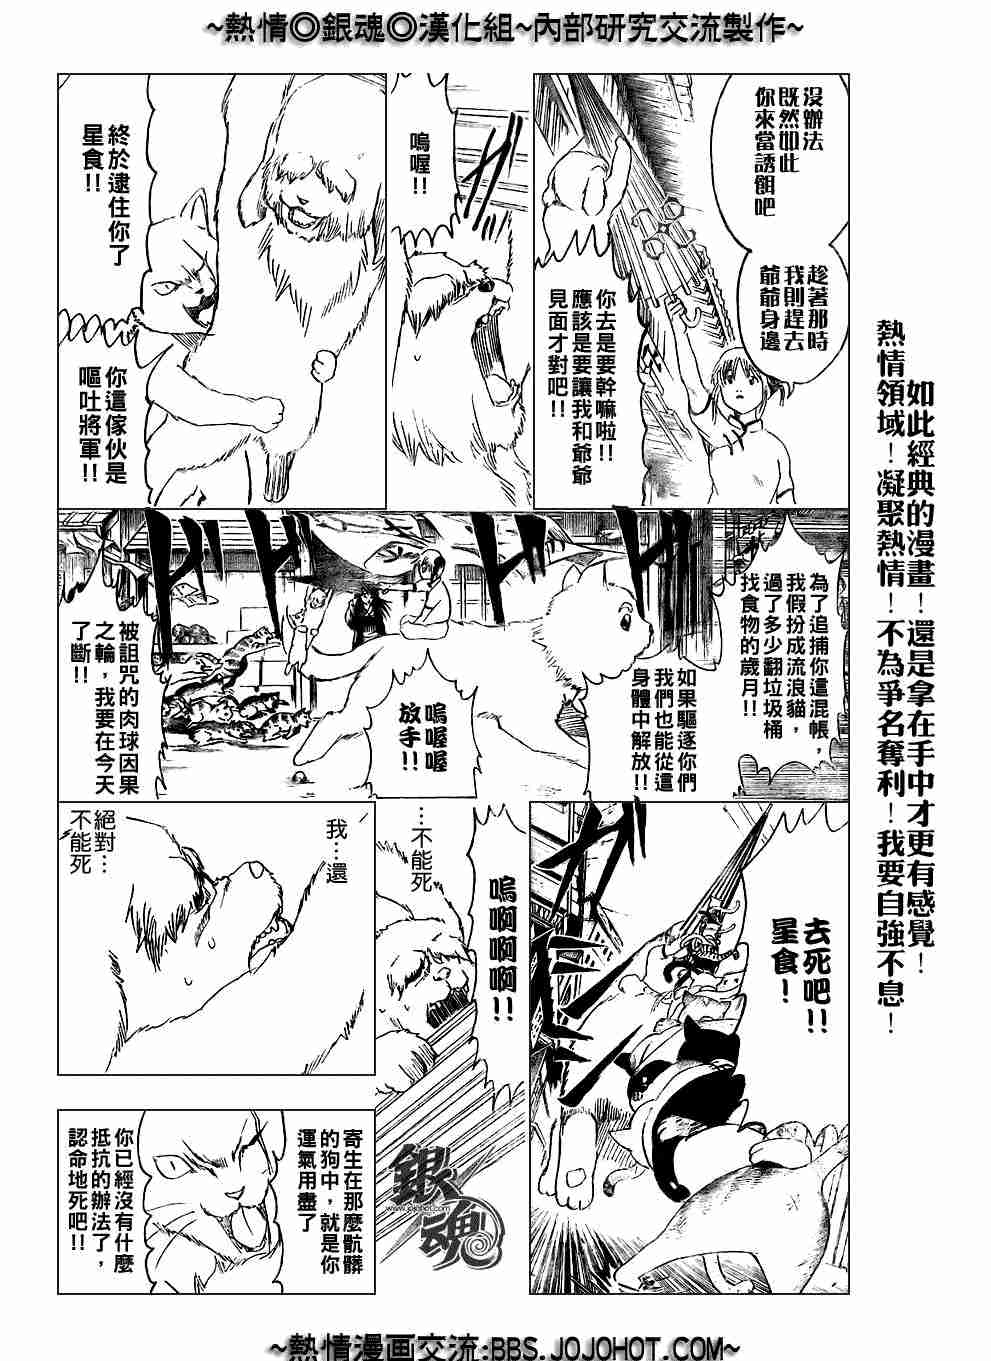 ~熱情◎銀魂◎漢化組~內部研究交流製作~
沒辦法
既然如此
你來當誘餌吧
趁著那時
我則趕去
爺爺身邊
你去是要幹嘛啦!!
應該是要讓我和爺爺
見面才對吧!!
嗚喔!!
終於逮住你了
星食!!
你這傢伙是
嘔吐將軍!!
為了追捕你這混帳，
我假扮成流浪貓，
過了多少翻垃圾桶
找食物的歲月!!
如果驅逐你們
我們也能從這
身體中解放!!
嗚喔喔
放手!!
被詛咒的肉球因果
之輪，我要在今天
了斷!!
去死吧!!
星食!
嗚啊啊啊!!
…不能死
我…還
絕對…
不能死
寄生在那麼骯髒
的狗中，就是你
運氣用盡了
你已經沒有什麼
抵抗的辦法了，
認命地死吧!!
銀魂
www.jojohot.com
如此經典的漫畫！還是拿在手中才更有感覺！
熱情領域！凝聚熱情！不為爭名奪利！我要自強不息！
~熱情漫画交流:BBS.JOJOHOT.COM~